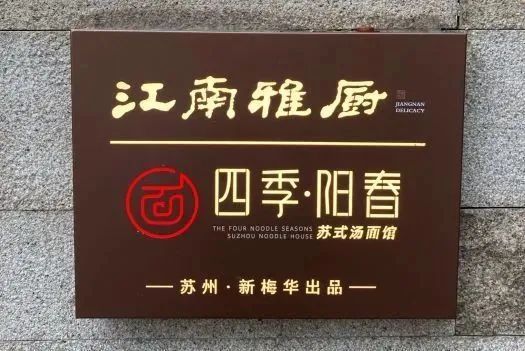 江南雅厨
JIANGNAN
DELICACY
四季·阳春
THE FOUR NOODLE SEASONS
SUZHOU NOODLE HOUSE
苏式汤面馆
苏州·新梅华出品